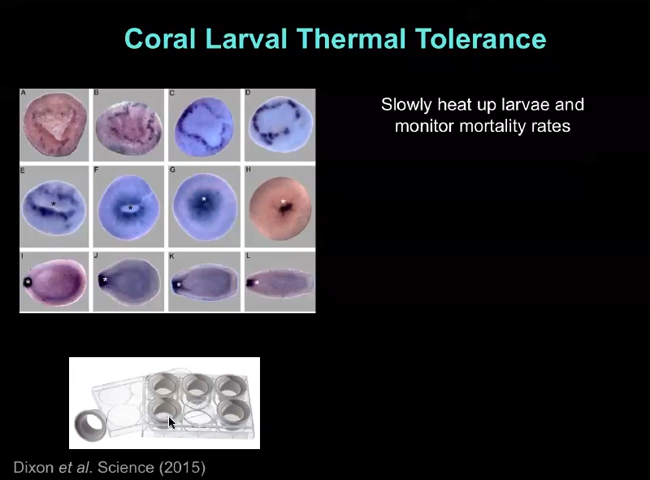 Coral Larval Thermal Tolerance
Slowly heat up larvae and
monitor mortality rates
A B C D
E F G H
I J K L
Dixon et al. Science (2015)